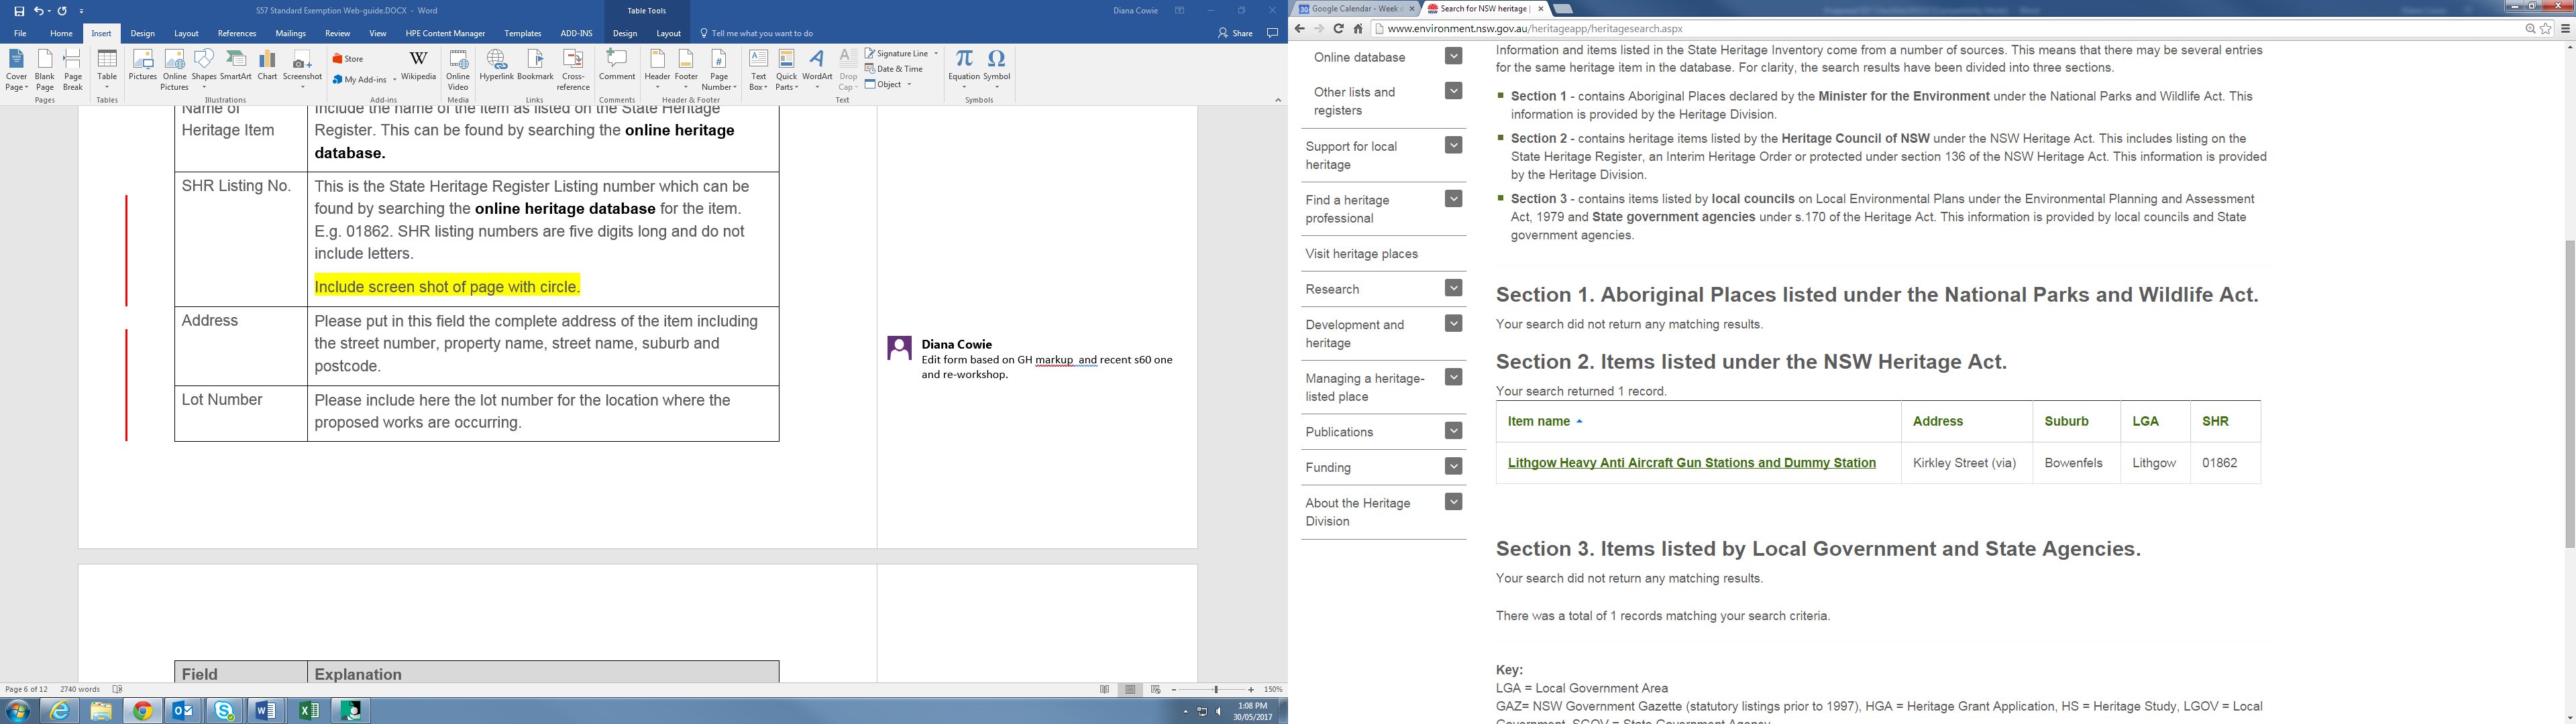 S57 Standard Exemption Web-guide.DOCX - Word
Table Tools
Diana Cowie
File Home Insert Design Layout References Mailings Review View HPE Content Manager Templates ADD-INS Design Layout Tell me what you want to do Share
Cover Page Blank Page Page Break Table Pictures Online Pictures Shapes SmartArt Chart Screenshot Store My Add-ins Wikipedia Online Video Hyperlink Bookmark Cross-reference Comment Header Footer Page Number Text Box Quick Parts WordArt Drop Cap Signature Line Date & Time Object Equation Symbol
Pages Tables Illustrations Add-ins Media Links Comments Header & Footer Text Symbols
Name of
Heritage Item
Include the name of the item as listed on the State Heritage
Register. This can be found by searching the online heritage
database.
SHR Listing No.
This is the State Heritage Register Listing number which can be
found by searching the online heritage database for the item.
E.g. 01862. SHR listing numbers are five digits long and do not
include letters.
Include screen shot of page with circle.
Address
Please put in this field the complete address of the item including
the street number, property name, street name, suburb and
postcode.
Lot Number
Please include here the lot number for the location where the
proposed works are occurring.
Diana Cowie
Edit form based on GH markup and recent s60 one
and re-workshop.
Field Explanation
Page 6 of 12 2740 words 150%
1:08 PM
30/05/2017
Google Calendar - Week o Search for NSW heritage |
www.environment.nsw.gov.au/heritageapp/heritagesearch.aspx
Online database
Other lists and
registers
Support for local
heritage
Find a heritage
professional
Visit heritage places
Research
Development and
heritage
Managing a heritage-
listed place
Publications
Funding
About the Heritage
Division
Information and items listed in the State Heritage Inventory come from a number of sources. This means that there may be several entries
for the same heritage item in the database. For clarity, the search results have been divided into three sections.
Section 1 - contains Aboriginal Places declared by the Minister for the Environment under the National Parks and Wildlife Act. This
information is provided by the Heritage Division.
Section 2 - contains heritage items listed by the Heritage Council of NSW under the NSW Heritage Act. This includes listing on the
State Heritage Register, an Interim Heritage Order or protected under section 136 of the NSW Heritage Act. This information is provided
by the Heritage Division.
Section 3 - contains items listed by local councils on Local Environmental Plans under the Environmental Planning and Assessment
Act, 1979 and State government agencies under s.170 of the Heritage Act. This information is provided by local councils and State
government agencies.
Section 1. Aboriginal Places listed under the National Parks and Wildlife Act.
Your search did not return any matching results.
Section 2. Items listed under the NSW Heritage Act.
Your search returned 1 record.
Item name Address Suburb LGA SHR
Lithgow Heavy Anti Aircraft Gun Stations and Dummy Station Kirkley Street (via) Bowenfels Lithgow 01862
Section 3. Items listed by Local Government and State Agencies.
Your search did not return any matching results.
There was a total of 1 records matching your search criteria.
Key:
LGA = Local Government Area
GAZ= NSW Government Gazette (statutory listings prior to 1997), HGA = Heritage Grant Application, HS = Heritage Study, LGOV = Local
Government, SGOV = State Government Agency.